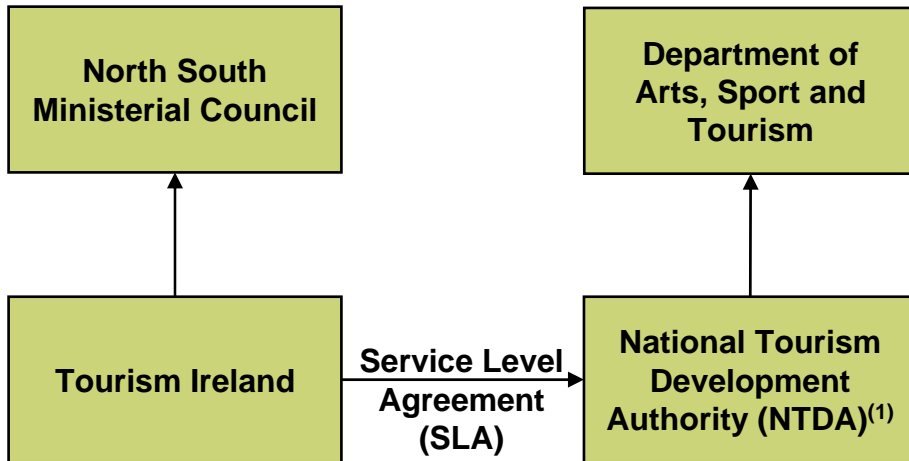 North South
Ministerial Council
Department of
Arts, Sport and
Tourism
Tourism Ireland
Service Level
Agreement
(SLA)
National Tourism
Development
Authority (NTDA)(1)